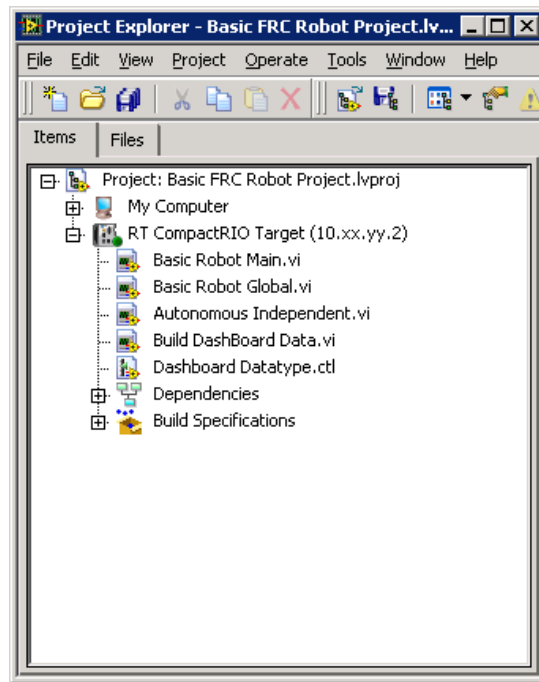 Project Explorer - Basic FRC Robot Project.lv...
File Edit View Project Operate Tools Window Help
Items Files
Project: Basic FRC Robot Project.lvproj
My Computer
RT CompactRIO Target (10.xx.yy.2)
Basic Robot Main.vi
Basic Robot Global.vi
Autonomous Independent.vi
Build DashBoard Data.vi
Dashboard Datatype.ctl
Dependencies
Build Specifications